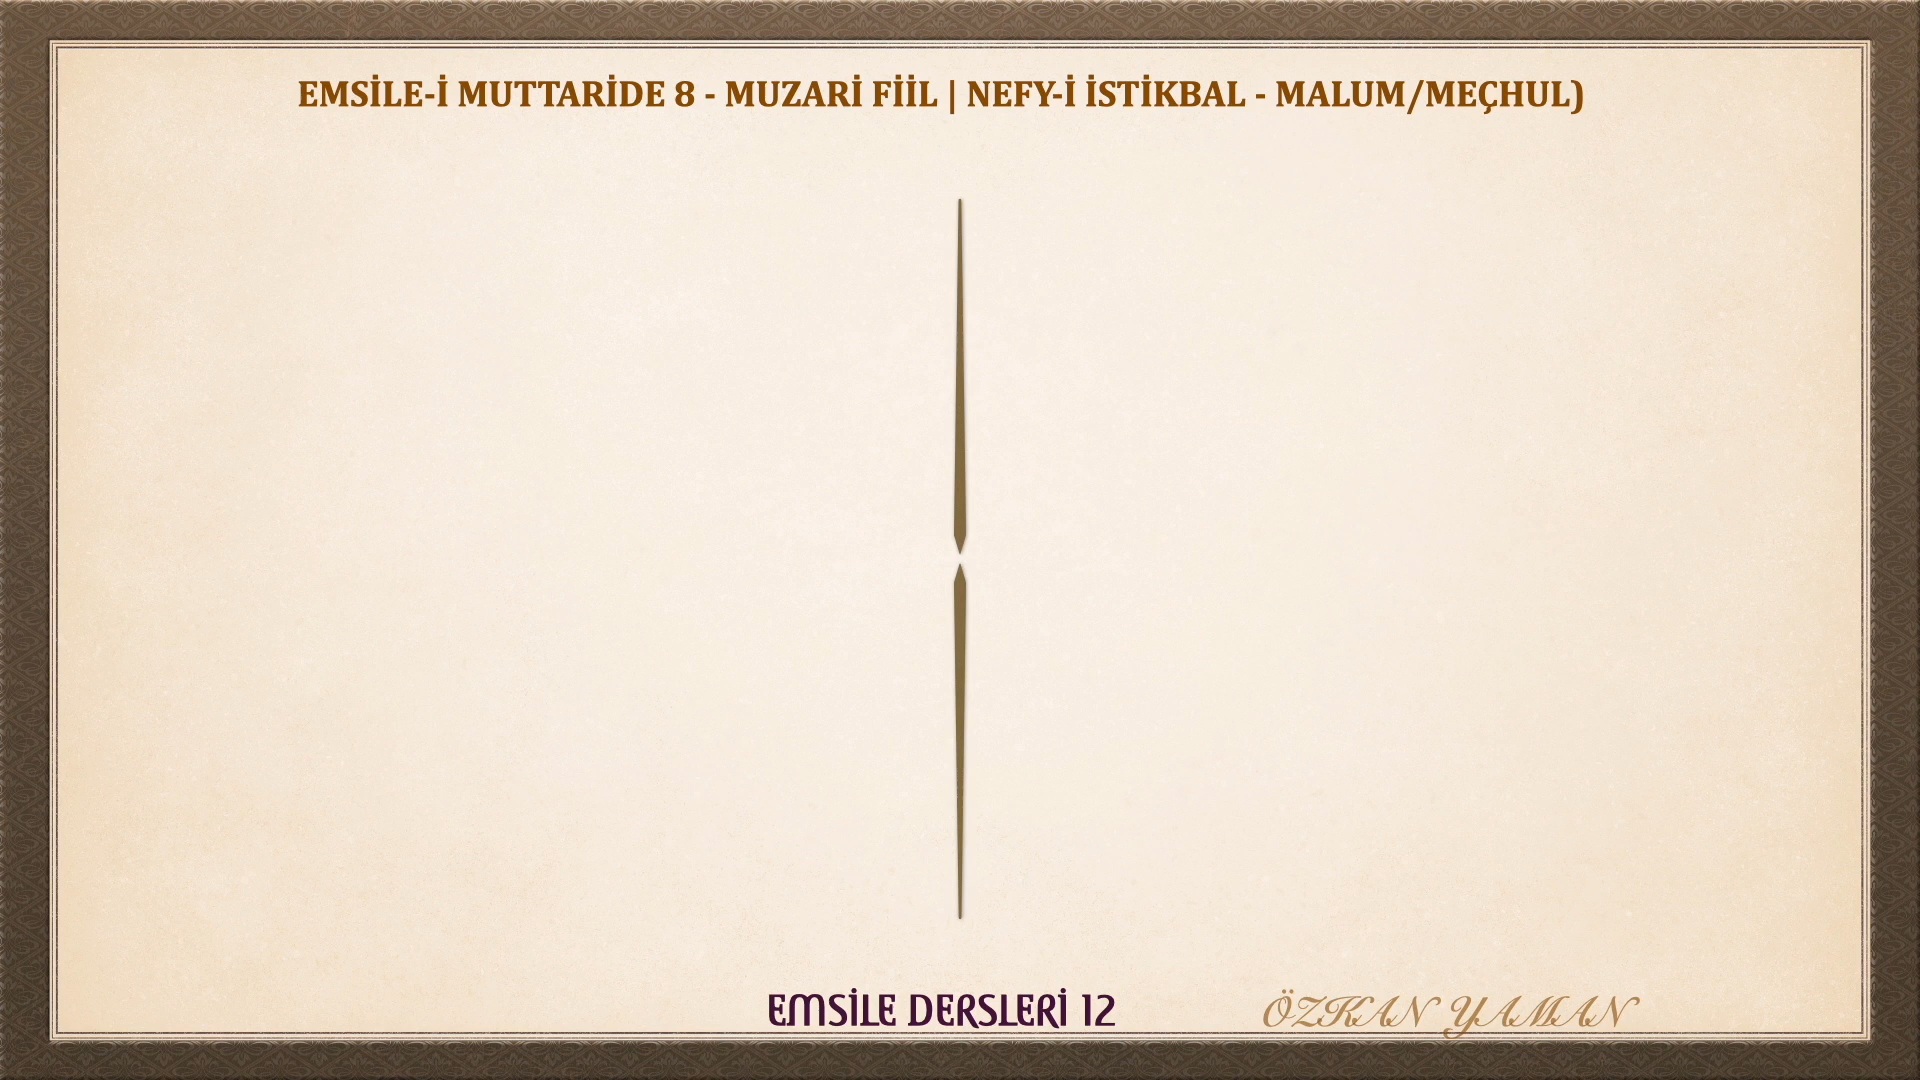 EMSİLE-İ MUTTARİDE 8 - MUZARİ FİİL | NEFY-İ İSTİKBAL - MALUM/MEÇHUL)
EMSİLE DERSLERİ 12
ÖZKAN YAMAN